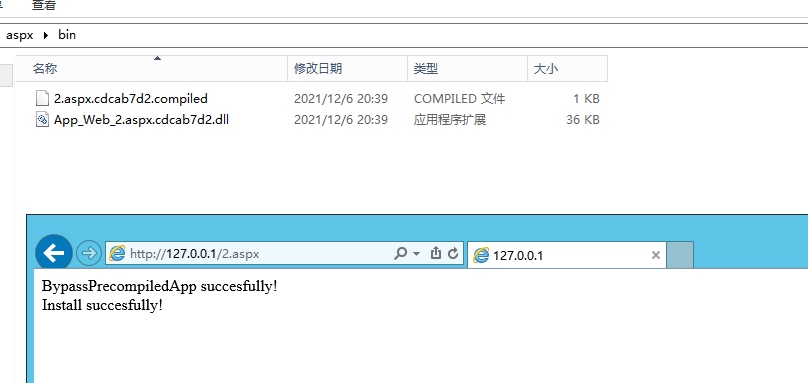 查看
aspx bin
名称 修改日期 类型 大小
2.aspx.cdcab7d2.compiled 2021/12/6 20:39 COMPILED 文件 1 KB
App_Web_2.aspx.cdcab7d2.dll 2021/12/6 20:39 应用程序扩展 36 KB
http://127.0.0.1/2.aspx 127.0.0.1
BypassPrecompiledApp succesfully!
Install succesfully!